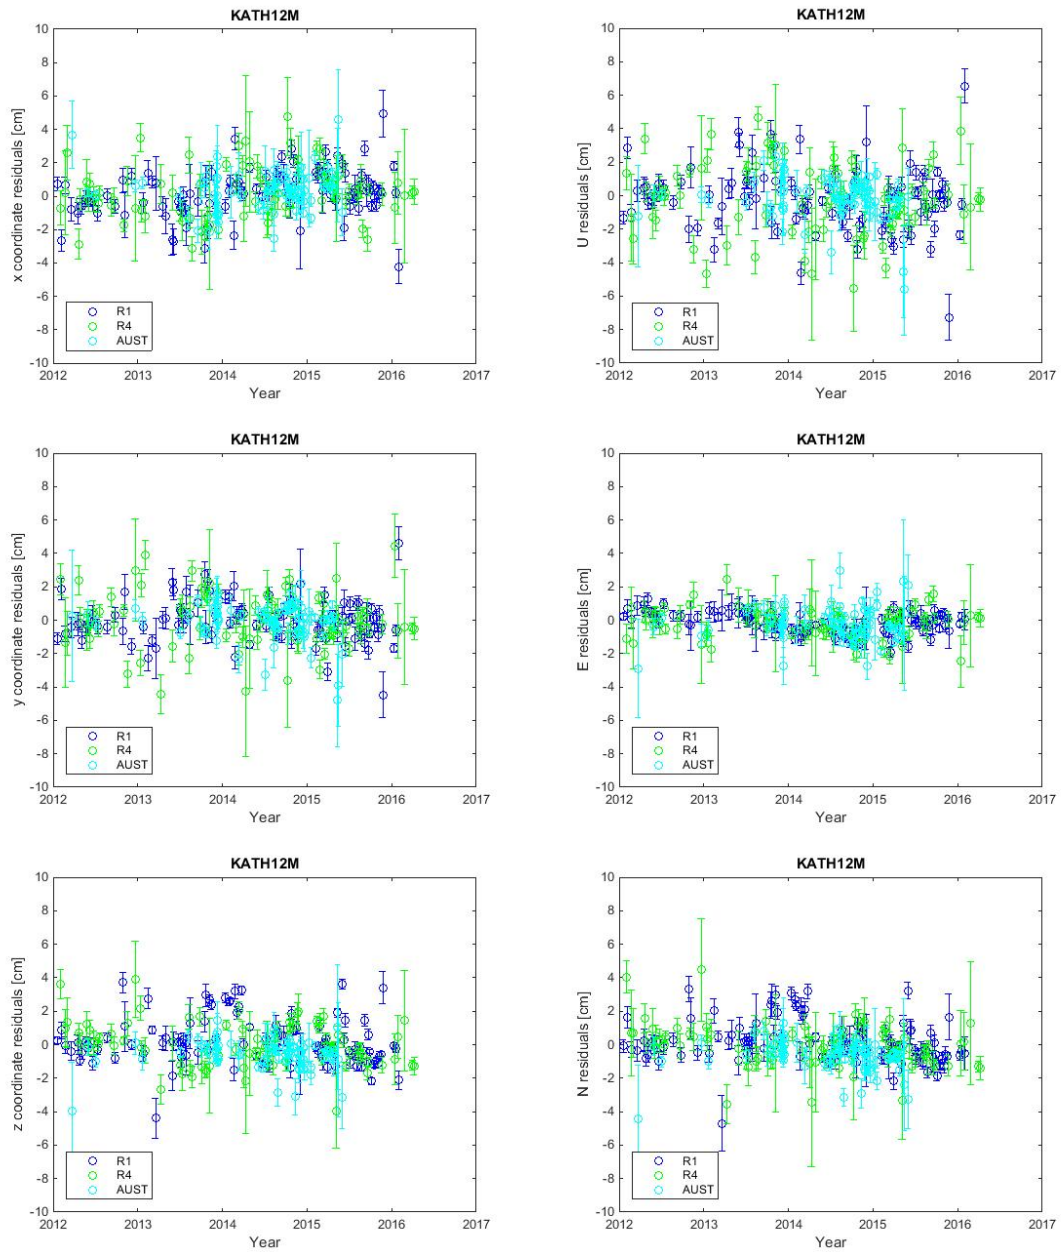 KATH12M
10
8
6
4
2
0
-2
-4
-6
-8
-10
x coordinate residuals [cm]
R1
R4
AUST
2012 2013 2014 2015 2016 2017
Year
KATH12M
10
8
6
4
2
0
-2
-4
-6
-8
-10
U residuals [cm]
R1
R4
AUST
2012 2013 2014 2015 2016 2017
Year
KATH12M
10
8
6
4
2
0
-2
-4
-6
-8
-10
y coordinate residuals [cm]
R1
R4
AUST
2012 2013 2014 2015 2016 2017
Year
KATH12M
10
8
6
4
2
0
-2
-4
-6
-8
-10
E residuals [cm]
R1
R4
AUST
2012 2013 2014 2015 2016 2017
Year
KATH12M
10
8
6
4
2
0
-2
-4
-6
-8
-10
z coordinate residuals [cm]
R1
R4
AUST
2012 2013 2014 2015 2016 2017
Year
KATH12M
10
8
6
4
2
0
-2
-4
-6
-8
-10
N residuals [cm]
R1
R4
AUST
2012 2013 2014 2015 2016 2017
Year